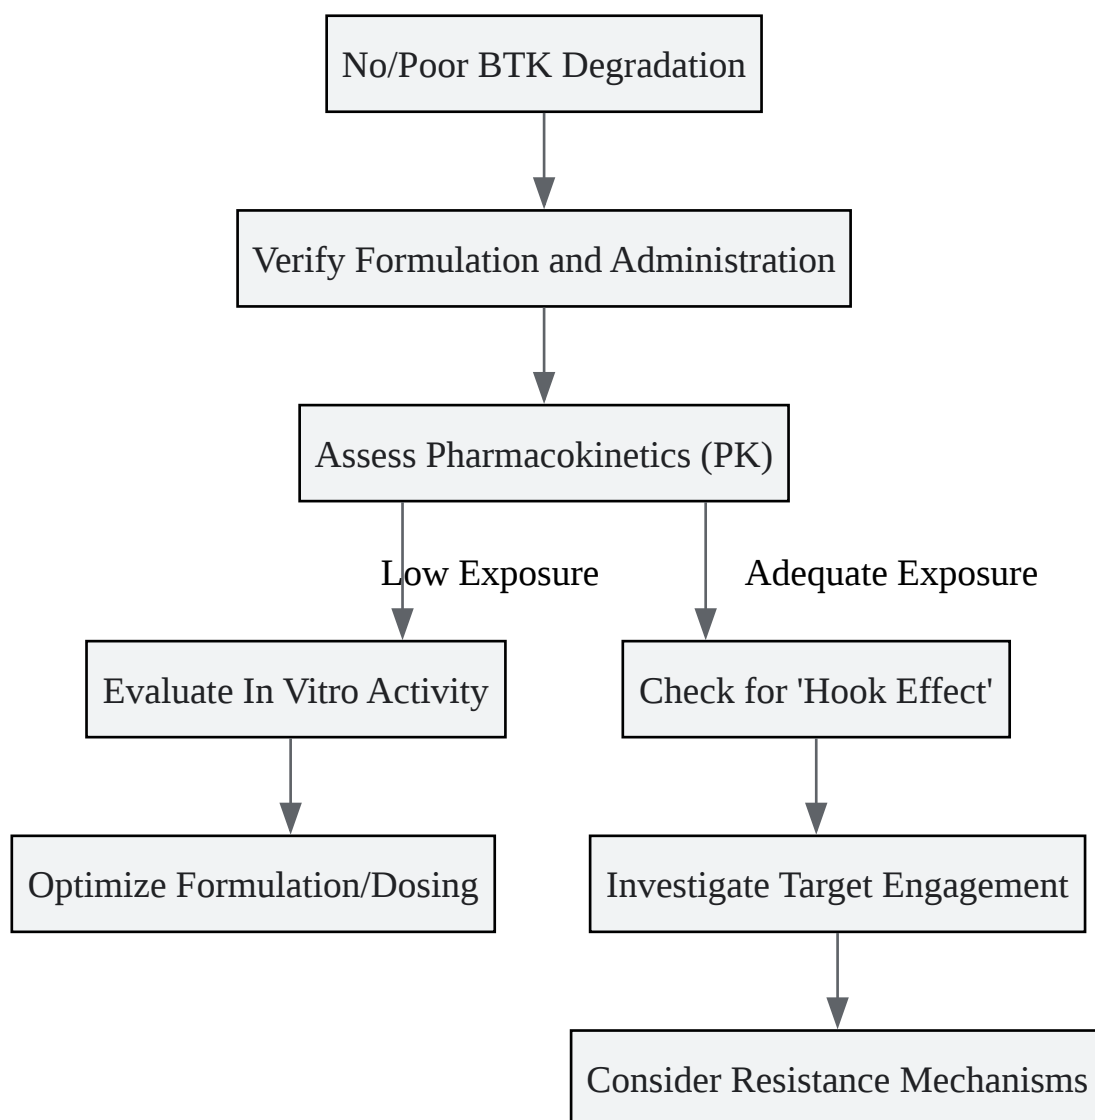 No/Poor BTK Degradation
Verify Formulation and Administration
Assess Pharmacokinetics (PK)
Low Exposure
Adequate Exposure
Evaluate In Vitro Activity
Check for 'Hook Effect'
Optimize Formulation/Dosing
Investigate Target Engagement
Consider Resistance Mechanisms